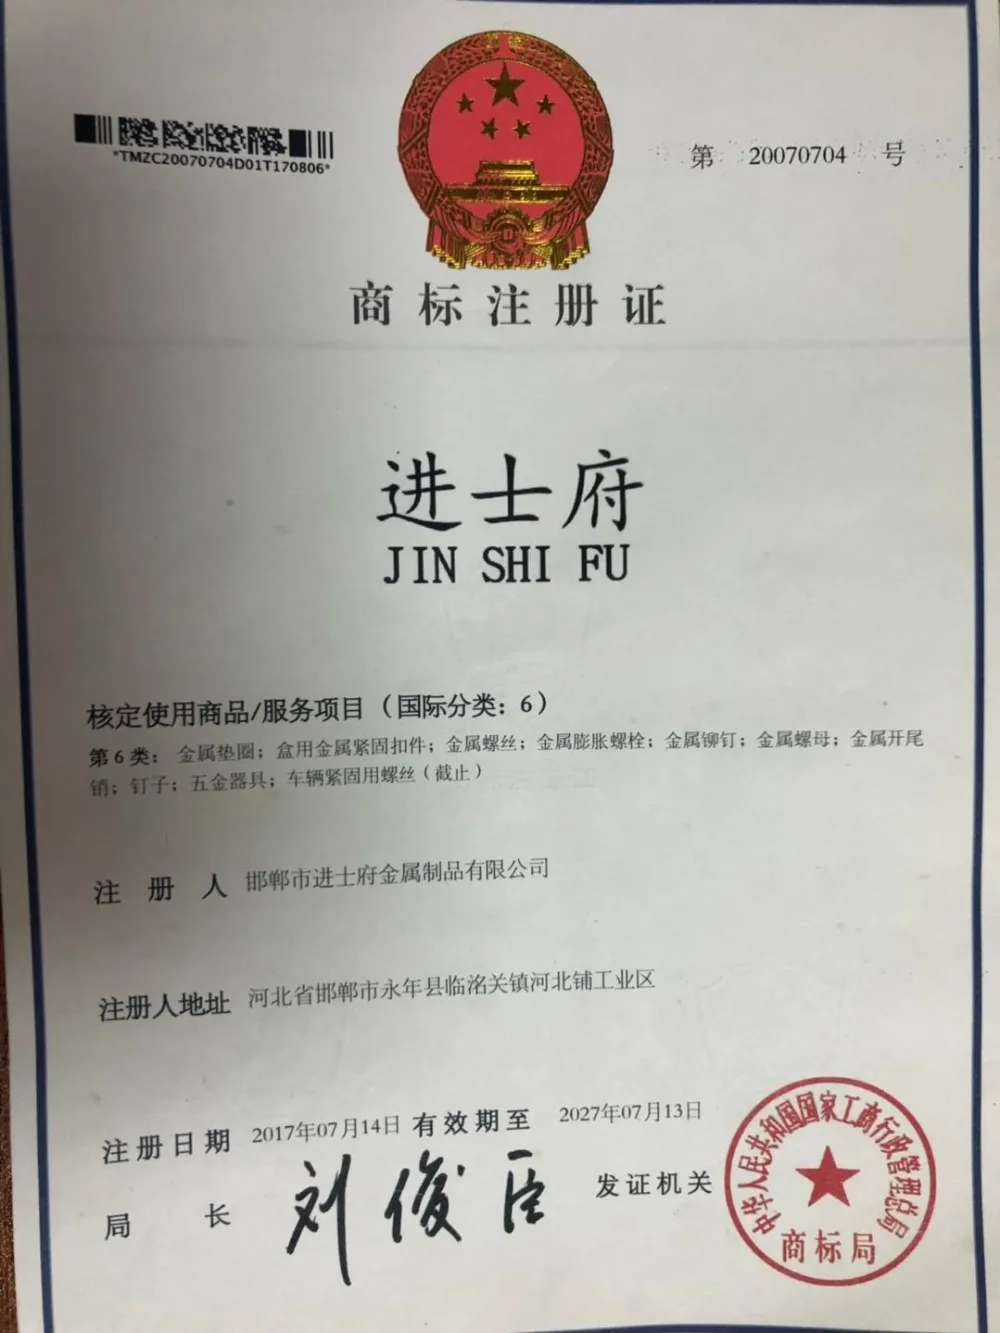 *TMZC20070704D01T170806*
第 20070704 号
商标注册证
进士府
JIN SHI FU
核定使用商品/服务项目（国际分类：6）
第6类：金属垫圈；盒用金属紧固扣件；金属螺丝；金属膨胀螺栓；金属铆钉；金属螺母；金属开尾
销；钉子；五金器具；车辆紧固用螺丝（截止）
注册人 邯郸市进士府金属制品有限公司
注册人地址 河北省邯郸市永年县临洺关镇河北铺工业区
注册日期 2017年07月14日 有效期至 2027年07月13日
局长 刘俊臣 发证机关
中华人民共和国国家工商行政管理总局
商标局